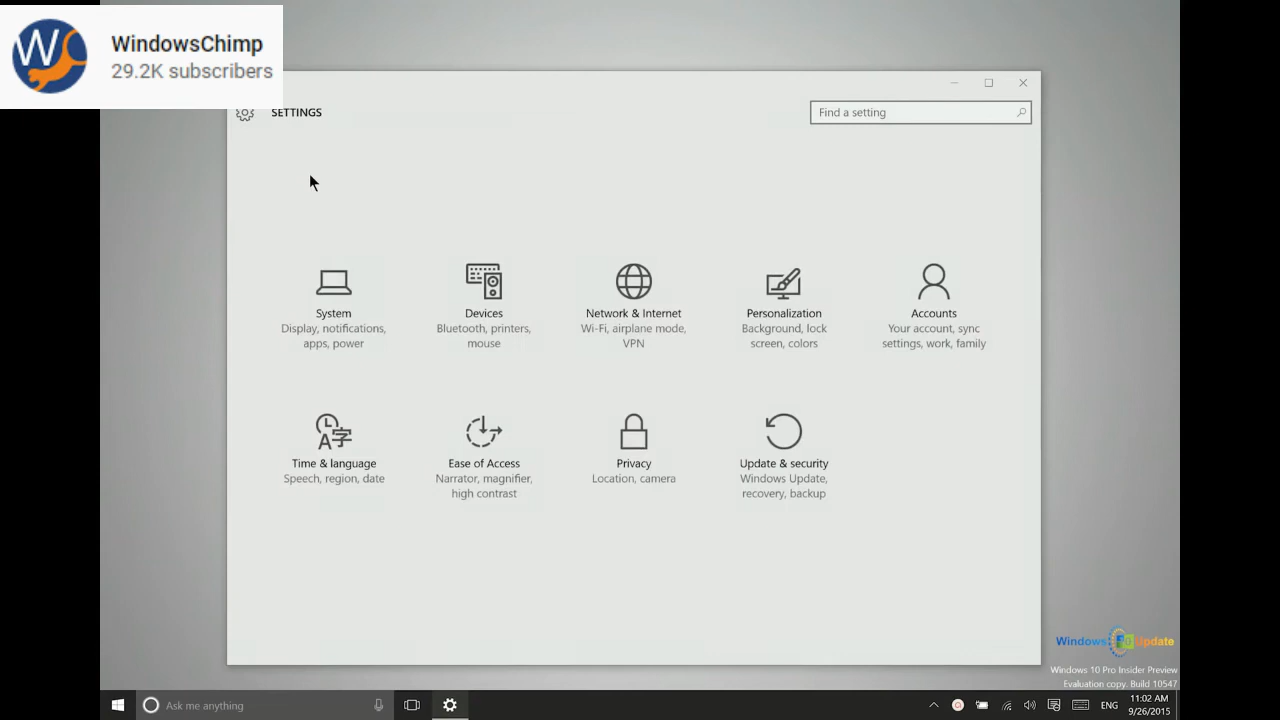 WindowsChimp
29.2K subscribers
SETTINGS
Find a setting
System
Display, notifications,
apps, power
Devices
Bluetooth, printers,
mouse
Network & Internet
Wi-Fi, airplane mode,
VPN
Personalization
Background, lock
screen, colors
Accounts
Your account, sync
settings, work, family
Time & language
Speech, region, date
Ease of Access
Narrator, magnifier,
high contrast
Privacy
Location, camera
Update & security
Windows Update,
recovery, backup
Windows Update
Windows 10 Pro Insider Preview
Evaluation copy. Build 10547
Ask me anything
ENG
11:02 AM
9/26/2015